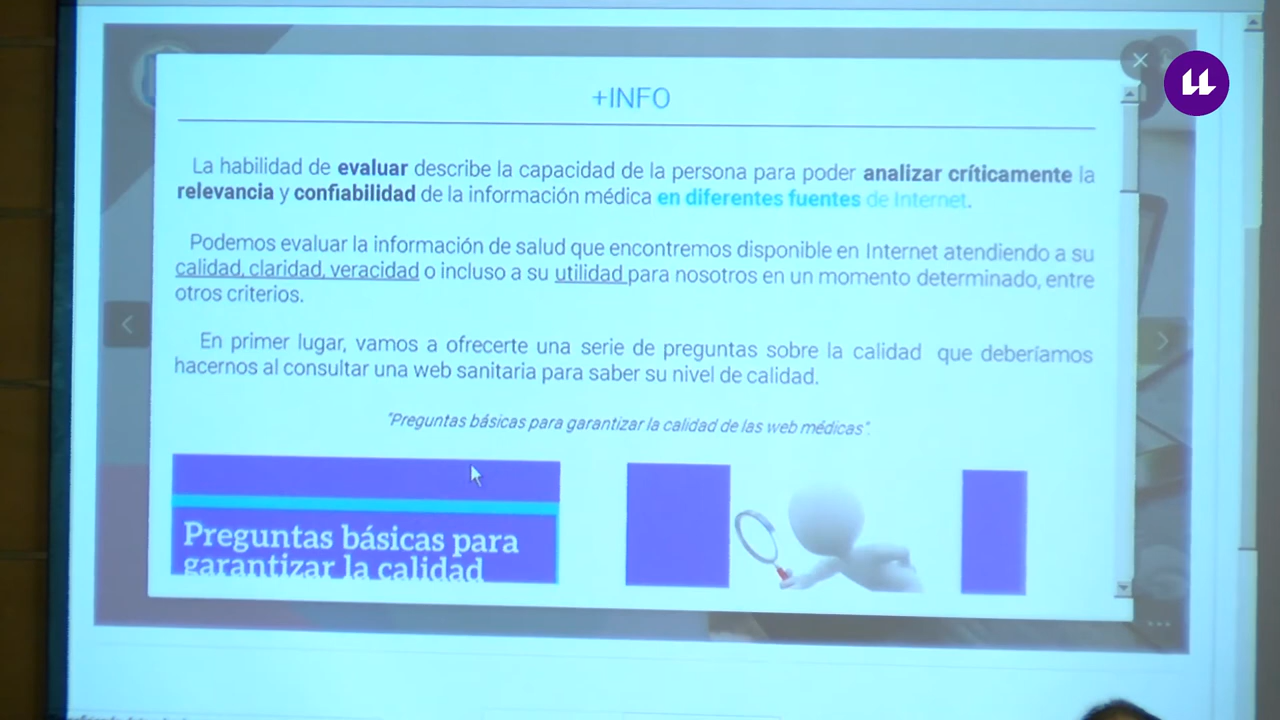 +INFO
La habilidad de evaluar describe la capacidad de la persona para poder analizar críticamente la
relevancia y confiabilidad de la información médica en diferentes fuentes de Internet.
Podemos evaluar la información de salud que encontremos disponible en Internet atendiendo a su
calidad, claridad, veracidad o incluso a su utilidad para nosotros en un momento determinado, entre
otros criterios.
En primer lugar, vamos a ofrecerte una serie de preguntas sobre la calidad que deberíamos
hacernos al consultar una web sanitaria para saber su nivel de calidad.
"Preguntas básicas para garantizar la calidad de las web médicas".
Preguntas básicas para
garantizar la calidad